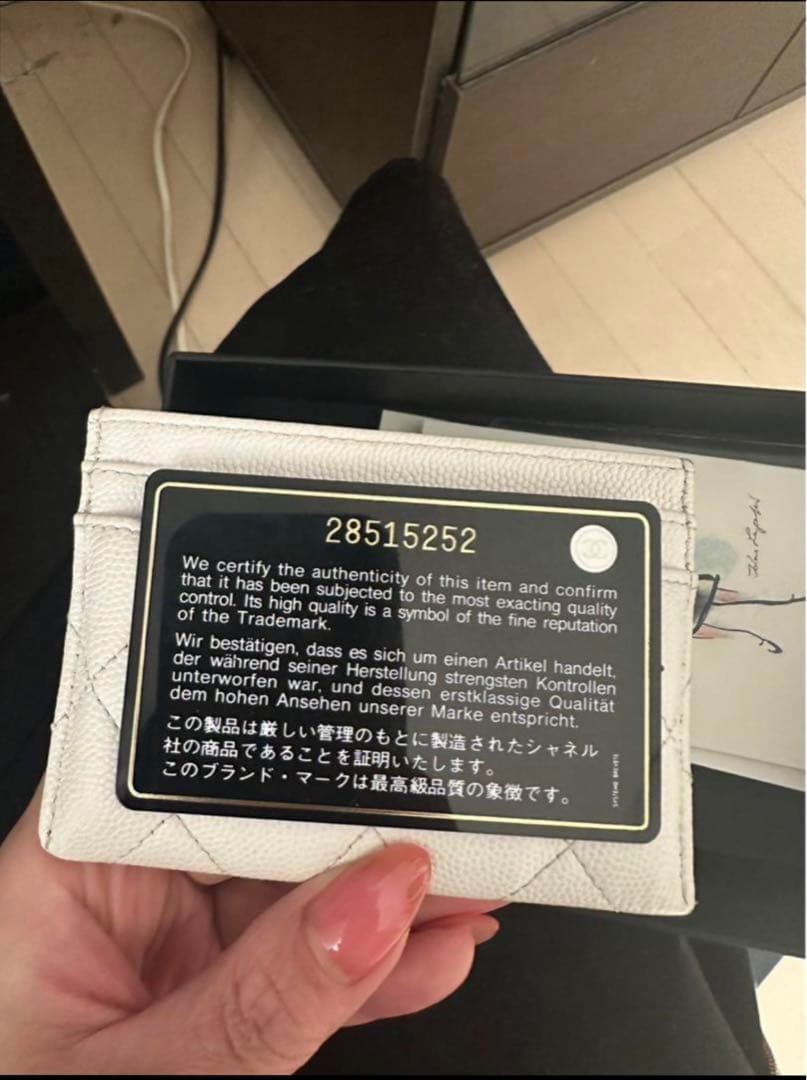 28515252
We certify the authenticity of this item and confirm
that it has been subjected to the most exacting quality
control. Its high quality is a symbol of the fine reputation
of the Trademark.
Wir bestätigen, dass es sich um einen Artikel handelt,
der während seiner Herstellung strengsten Kontrollen
unterworfen war, und dessen erstklassige Qualität
dem hohen Ansehen unserer Marke entspricht.
この製品は厳しい管理のもとに製造されたシャネル
社の商品であることを証明いたします。
このブランド・マークは最高級品質の象徴です。